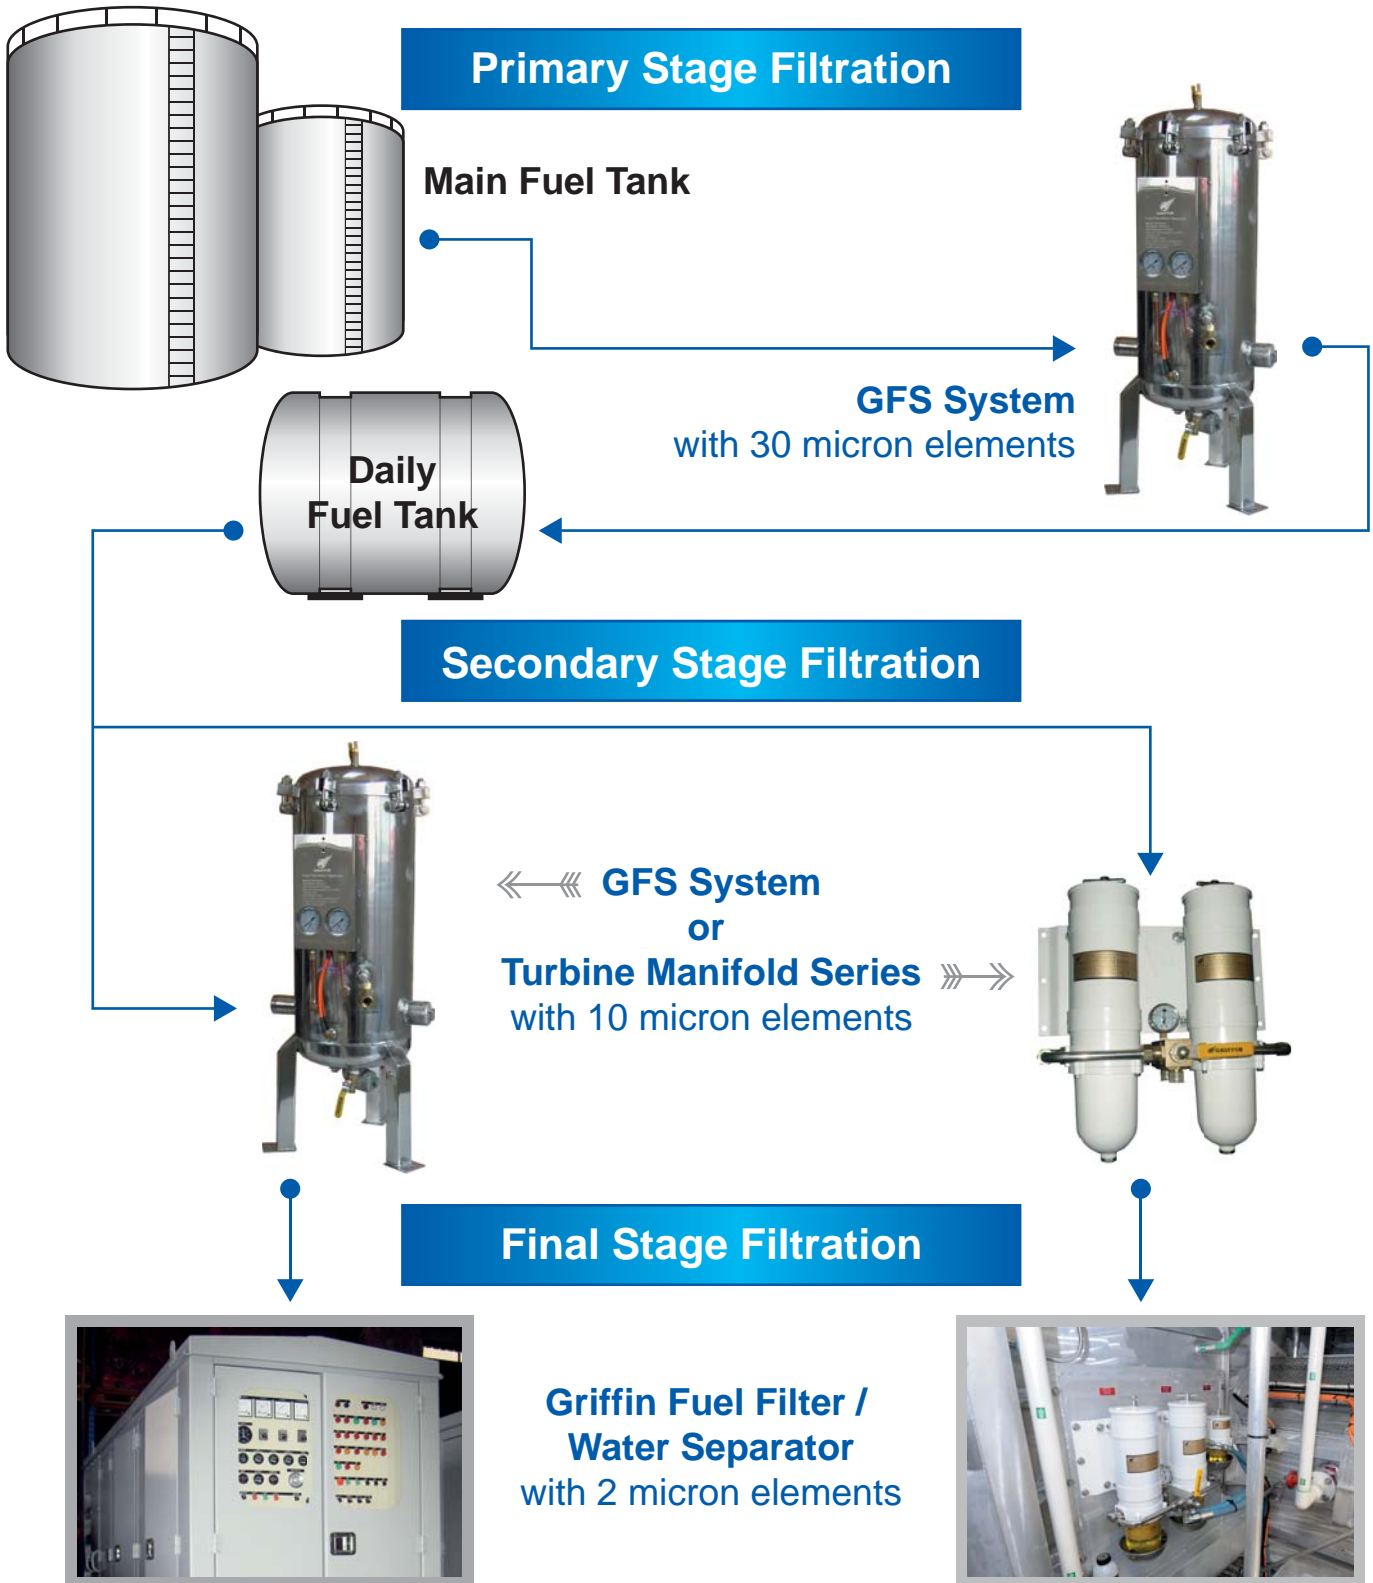 Primary Stage Filtration
Main Fuel Tank
GFS System
with 30 micron elements
Daily
Fuel Tank
Secondary Stage Filtration
GFS System
or
Turbine Manifold Series
with 10 micron elements
GRIFFIN
Final Stage Filtration
Griffin Fuel Filter /
Water Separator
with 2 micron elements